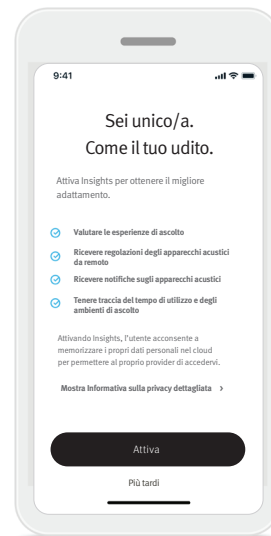 9:41
Sei unico/a.
Come il tuo udito.
Attiva Insights per ottenere il migliore
adattamento.
Valutare le esperienze di ascolto
Ricevere regolazioni degli apparecchi acustici
da remoto
Ricevere notifiche sugli apparecchi acustici
Tenere traccia del tempo di utilizzo e degli
ambienti di ascolto
Attivando Insights, l'utente acconsente a
memorizzare i propri dati personali nel cloud
per permettere al proprio provider di accedervi.
Mostra Informativa sulla privacy dettagliata >
Attiva
Più tardi